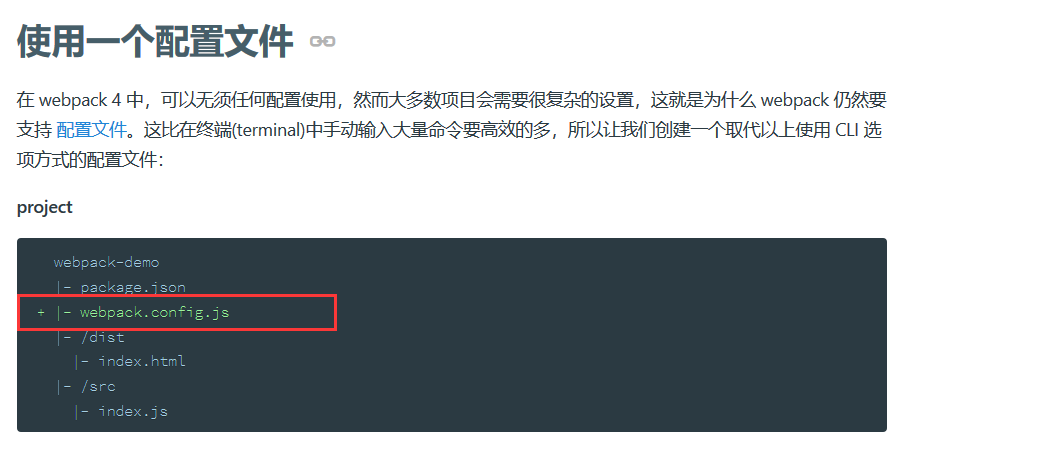 使用一个配置文件
在 webpack 4 中，可以无须任何配置使用，然而大多数项目会需要很复杂的设置，这就是为什么 webpack 仍然要
支持 配置文件。这比在终端(terminal)中手动输入大量命令要高效的多，所以让我们创建一个取代以上使用 CLI 选
项方式的配置文件：
project
webpack-demo
|- package.json
+ |- webpack.config.js
|- /dist
|- index.html
|- /src
|- index.js